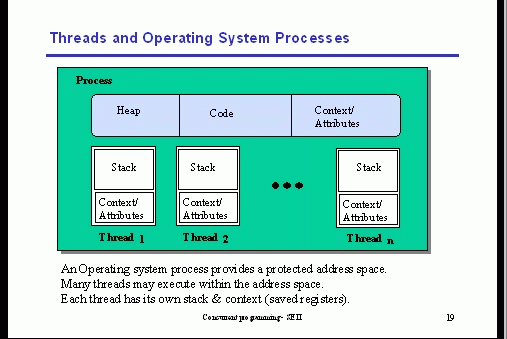 Threads and Operating System Processes
Process
Heap
Code
Context/
Attributes
Stack
Stack
Stack
Context/
Attributes
Context/
Attributes
Context/
Attributes
Thread 1
Thread 2
Thread n
An Operating system process provides a protected address space.
Many threads may execute within the address space.
Each thread has its own stack & context (saved registers).
Concurrent programming-
19